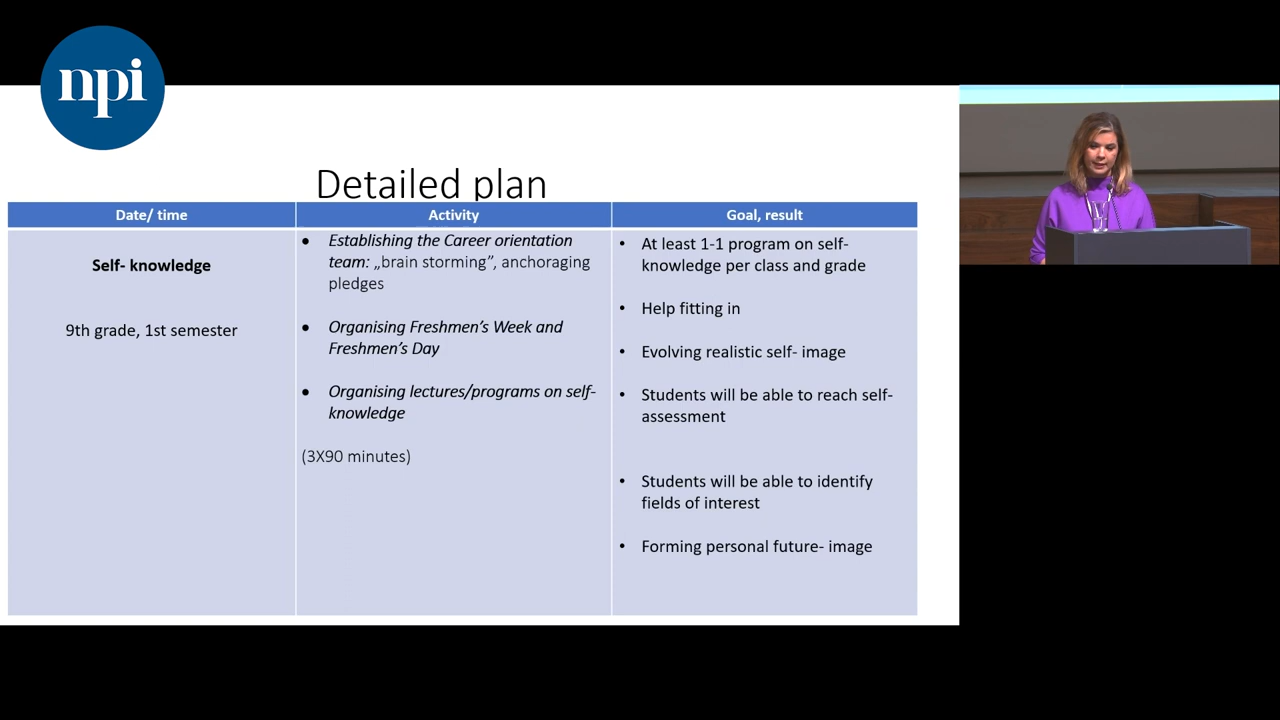 npi
Detailed plan
Date/ time
Activity
Goal, result
Self- knowledge
9th grade, 1st semester
• Establishing the Career orientation
team: „brain storming”, anchoraging
pledges
• Organising Freshmen’s Week and
Freshmen’s Day
• Organising lectures/programs on self-
knowledge
(3X90 minutes)
• At least 1-1 program on self-
knowledge per class and grade
• Help fitting in
• Evolving realistic self- image
• Students will be able to reach self-
assessment
• Students will be able to identify
fields of interest
• Forming personal future- image